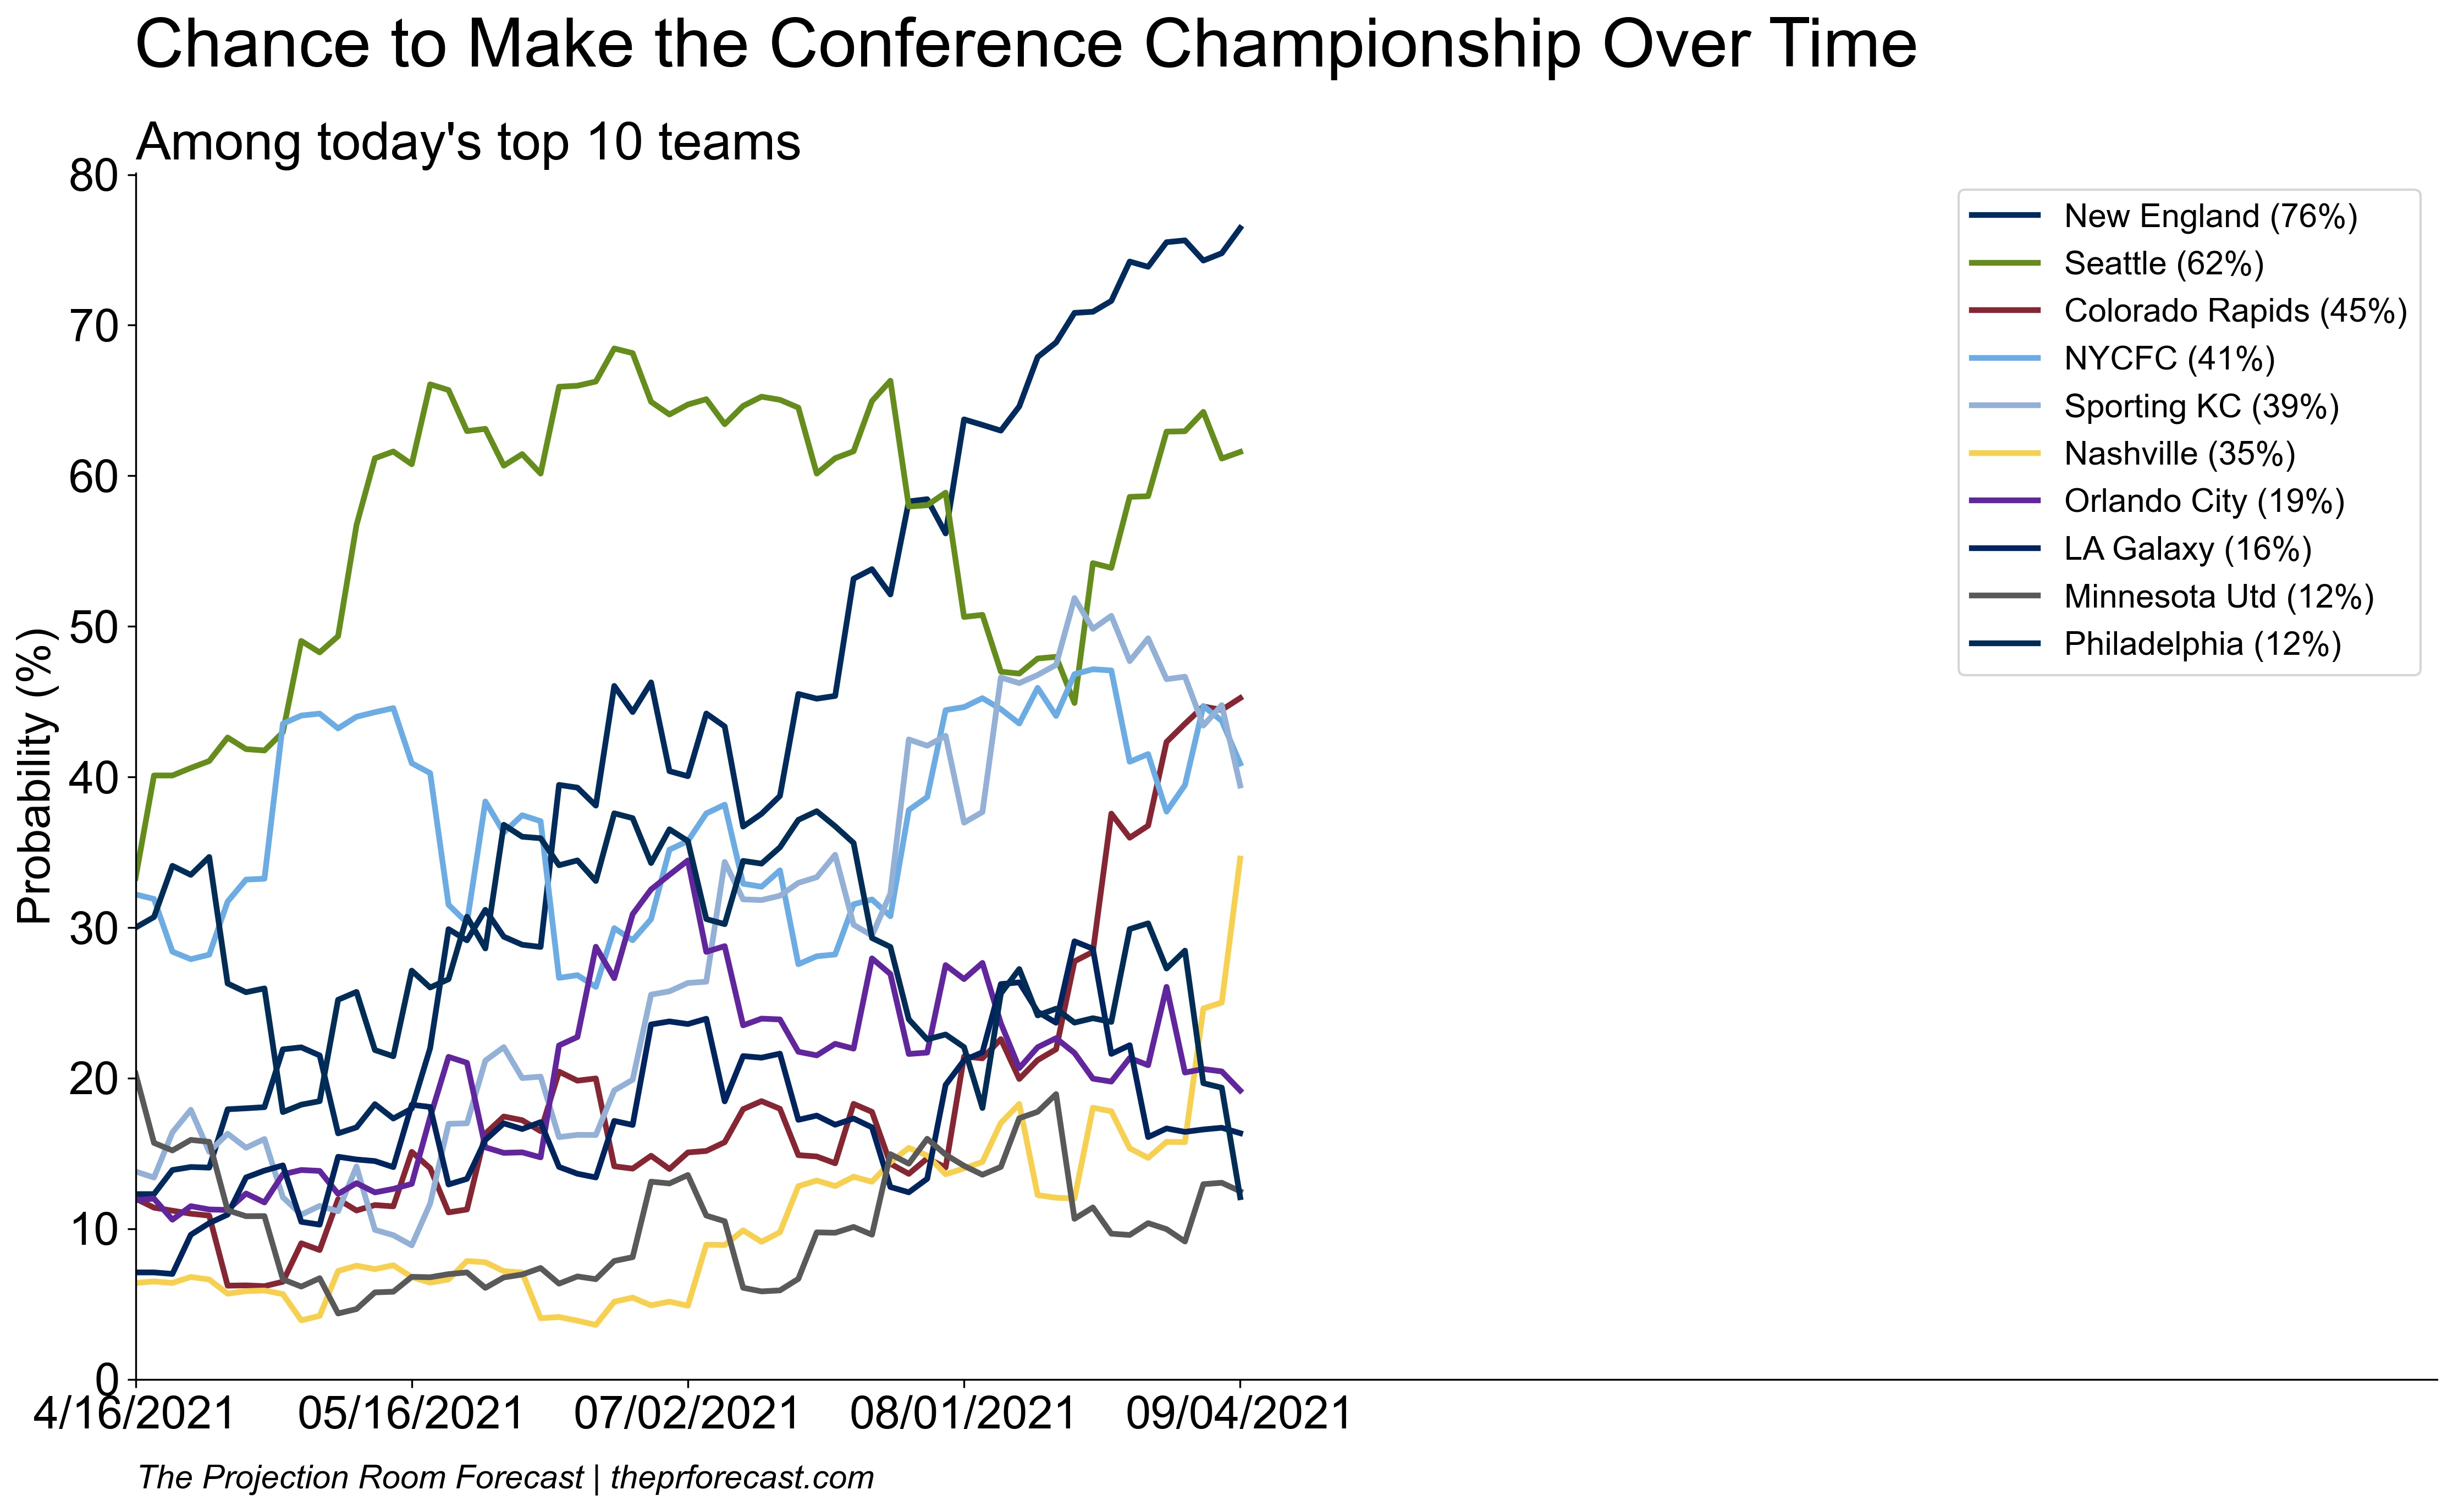 Chance to Make the Conference Championship Over Time
Among today's top 10 teams
80
70
60
50
40
30
20
10
0
Probability (%)
4/16/2021
05/16/2021
07/02/2021
08/01/2021
09/04/2021
New England (76%)
Seattle (62%)
Colorado Rapids (45%)
NYCFC (41%)
Sporting KC (39%)
Nashville (35%)
Orlando City (19%)
LA Galaxy (16%)
Minnesota Utd (12%)
Philadelphia (12%)
The Projection Room Forecast | theprforecast.com